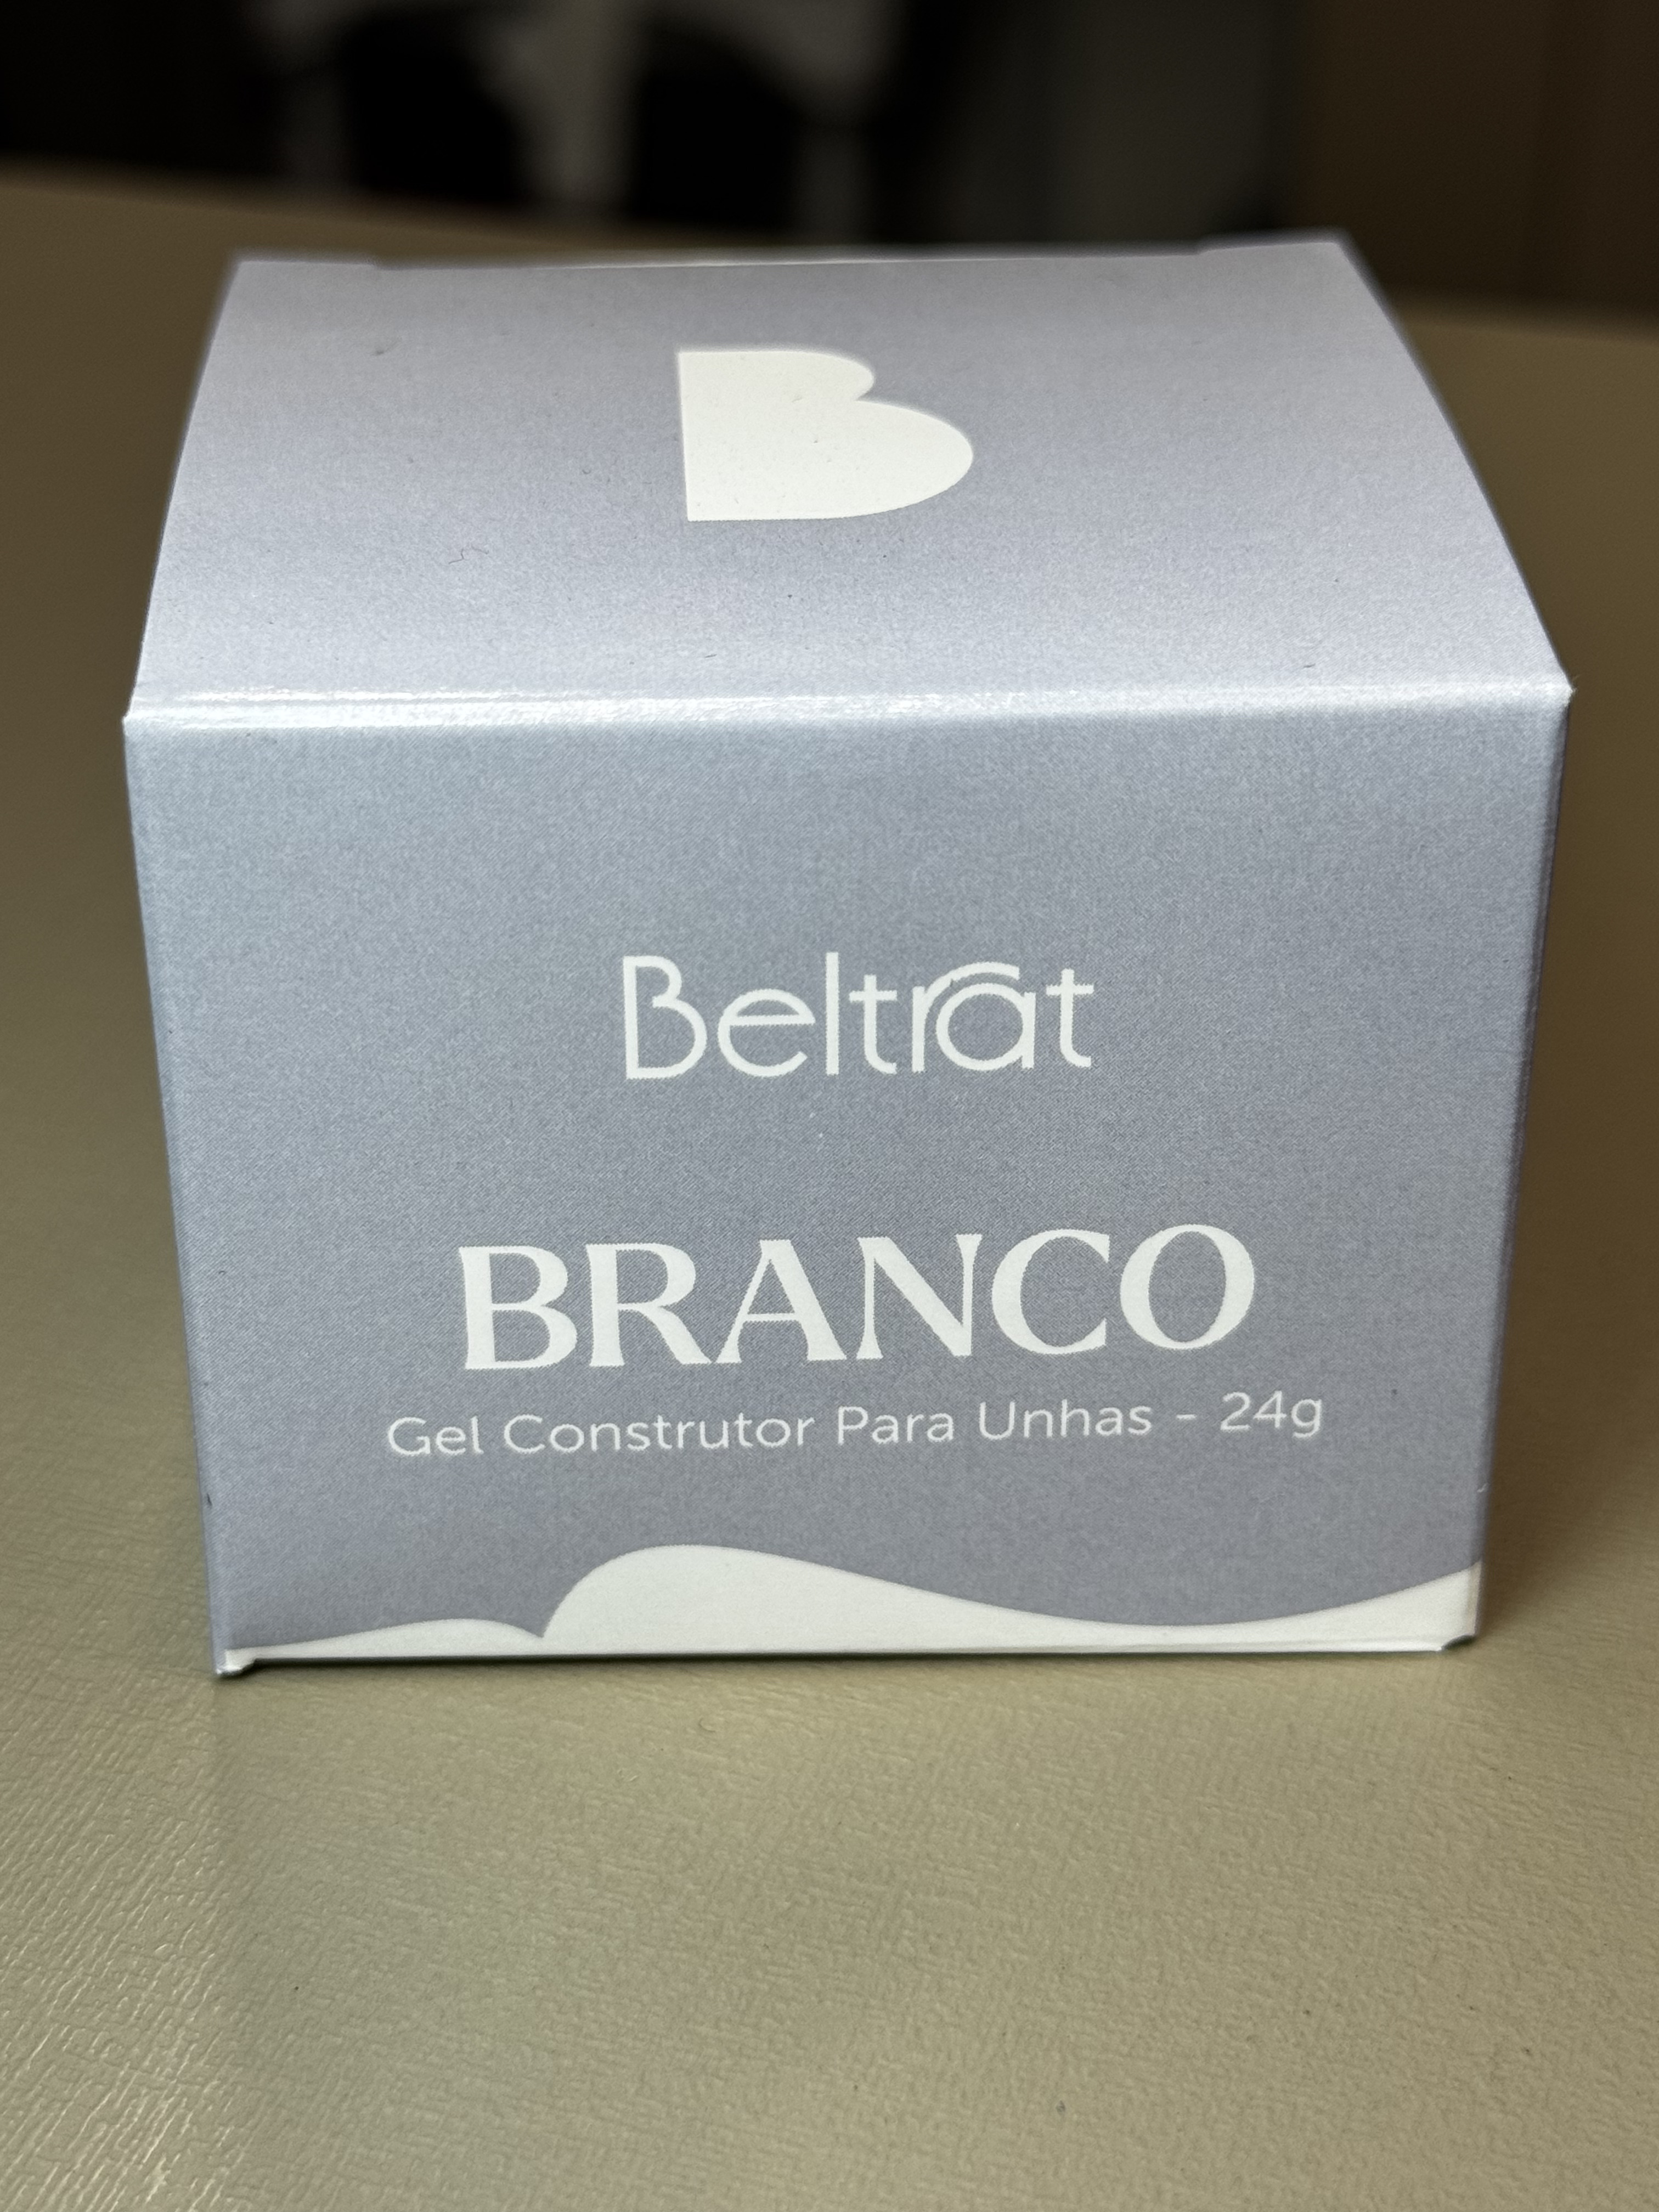 B
Beltrat
BRANCO
Gel Construtor Para Unhas - 24g